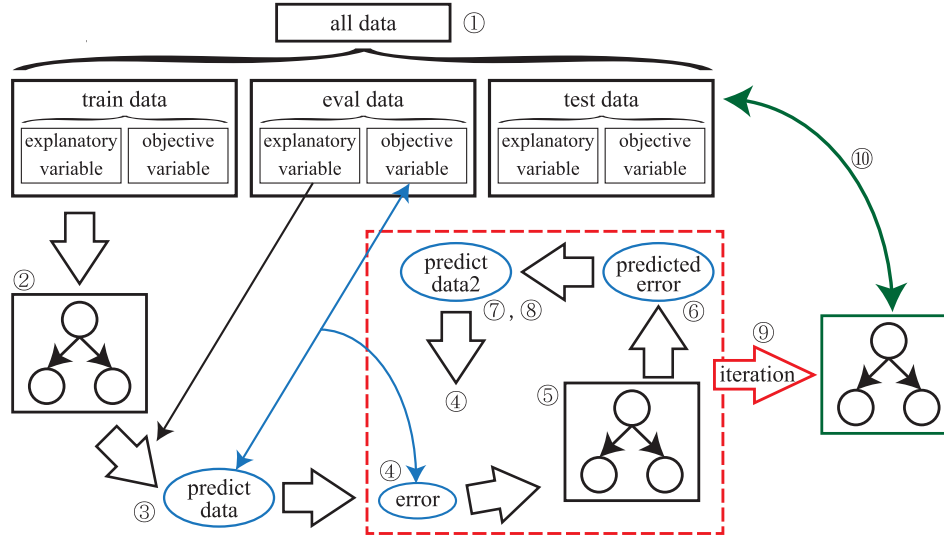 all data ①
train data
explanatory variable
objective variable
eval data
explanatory variable
objective variable
test data
explanatory variable
objective variable
⑩
②
predict data2
⑦, ⑧
predicted error
⑥
④
⑤
⑨
iteration
③
predict data
④
error